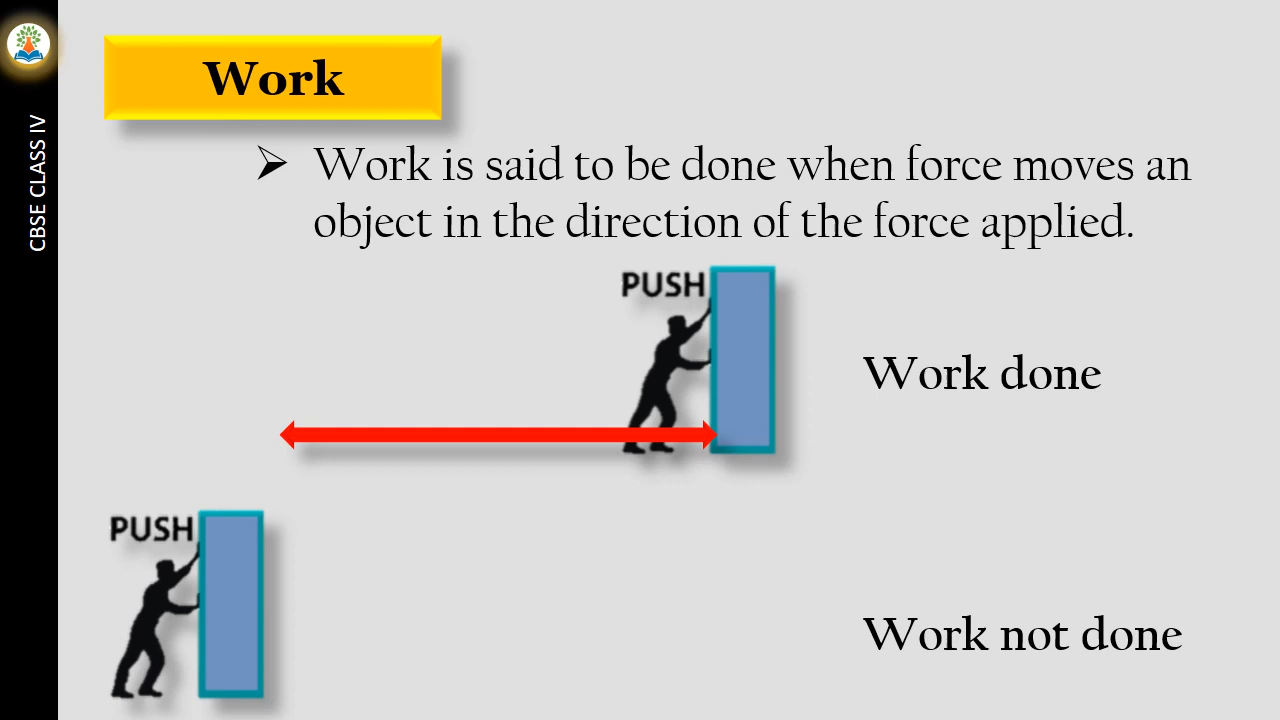 CBSE CLASS IV
Work
➢ Work is said to be done when force moves an
object in the direction of the force applied.
PUSH
Work done
PUSH
Work not done